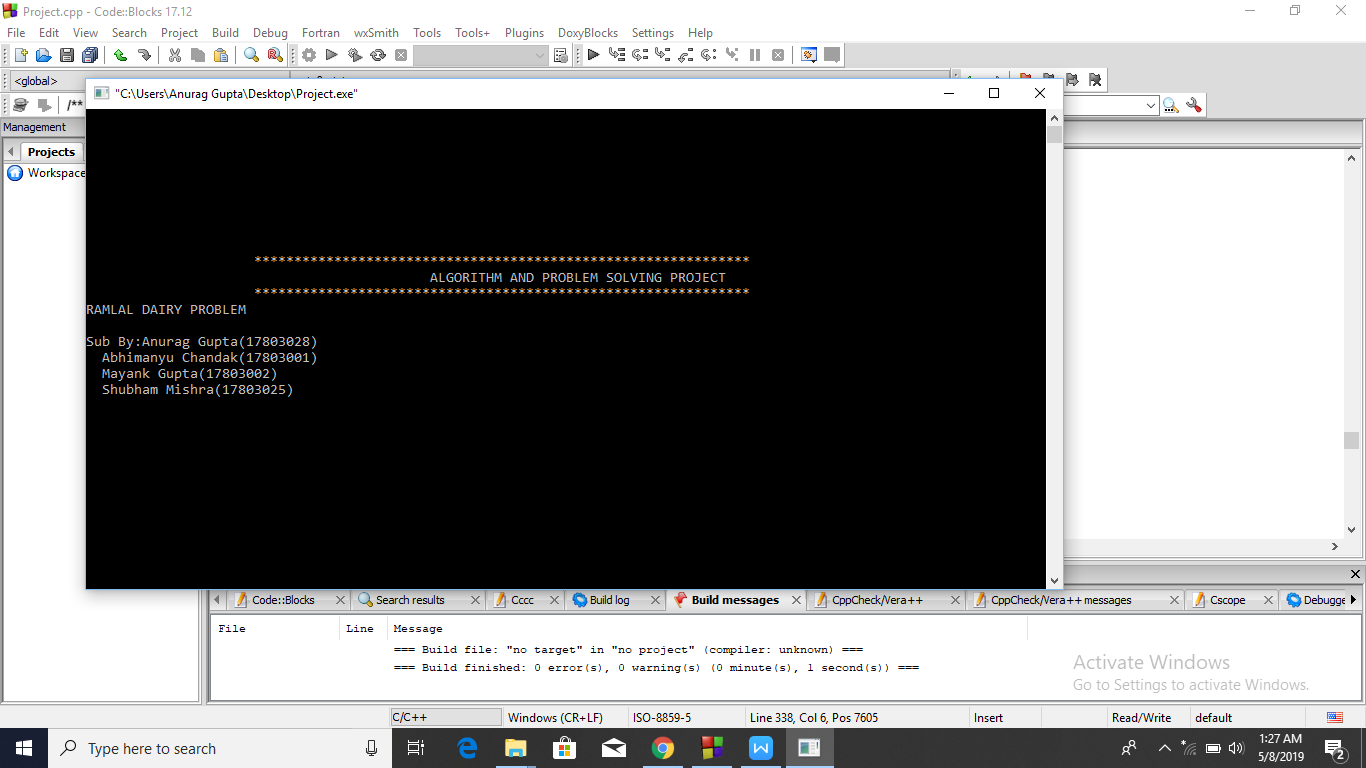 Project.cpp - Code::Blocks 17.12
File Edit View Search Project Build Debug Fortran wxSmith Tools Tools+ Plugins DoxyBlocks Settings Help
<global>
"C:\Users\Anurag Gupta\Desktop\Project.exe"
/**
Management
Projects
Workspace
**************************************************************
ALGORITHM AND PROBLEM SOLVING PROJECT
**************************************************************
RAMLAL DAIRY PROBLEM
Sub By:Anurag Gupta(17803028)
Abhimanyu Chandak(17803001)
Mayank Gupta(17803002)
Shubham Mishra(17803025)
Code::Blocks Search results Cccc Build log Build messages CppCheck/Vera++ CppCheck/Vera++ messages Cscope Debugge
File Line Message
=== Build file: "no target" in "no project" (compiler: unknown) ===
=== Build finished: 0 error(s), 0 warning(s) (0 minute(s), 1 second(s)) ===
Activate Windows
Go to Settings to activate Windows.
C/C++ Windows (CR+LF) ISO-8859-5 Line 338, Col 6, Pos 7605 Insert Read/Write default
Type here to search
1:27 AM
5/8/2019
2